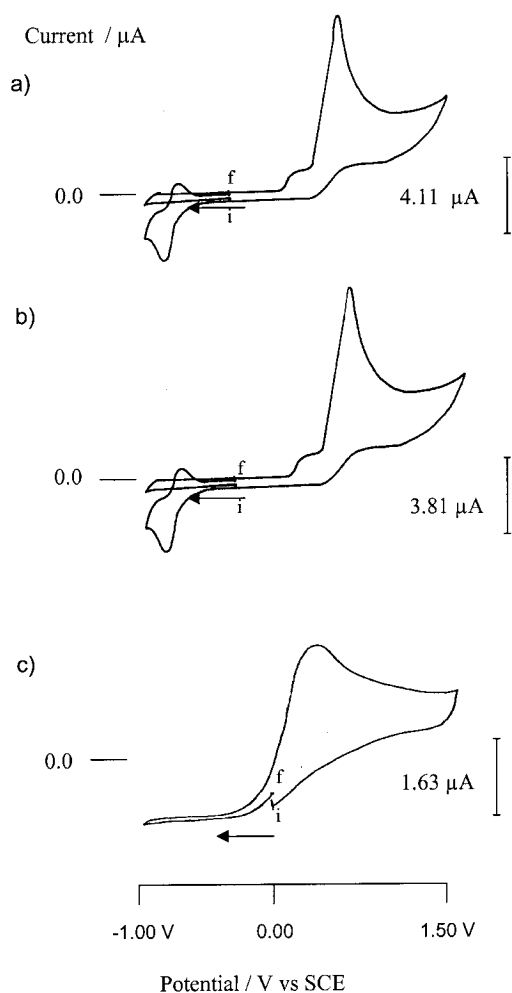 Current / µA
a)
f
0.0
i
4.11 µA
b)
f
0.0
i
3.81 µA
c)
0.0
f
i
1.63 µA
-1.00 V 0.00 1.50 V
Potential / V vs SCE